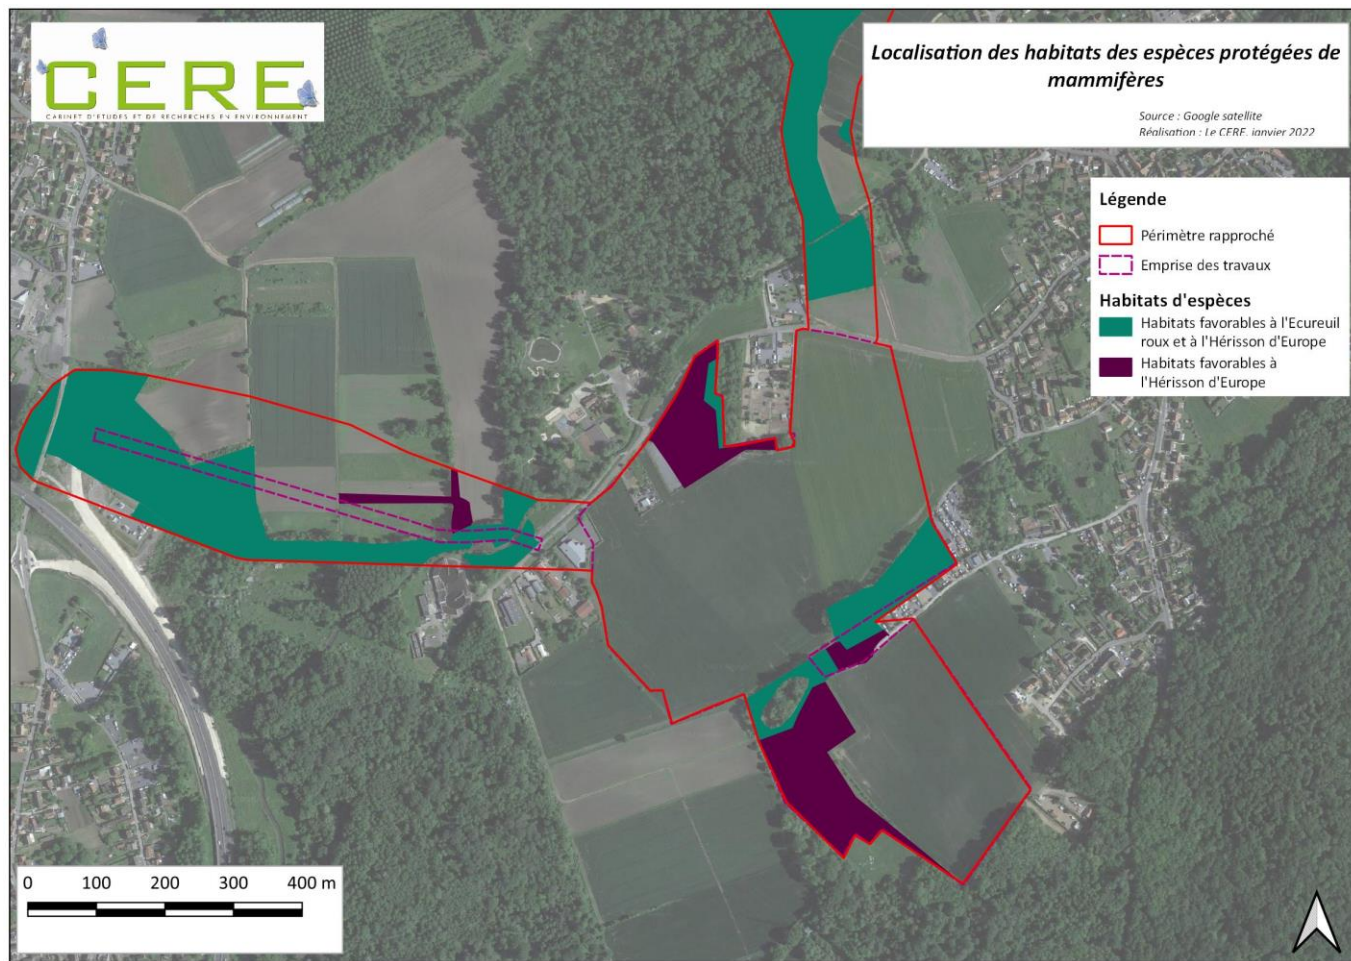 CERE
CABINET D'ETUDES ET DE RECHERCHES EN ENVIRONNEMENT
Localisation des habitats des espèces protégées de
mammifères
Source : Google satellite
Réalisation : Le CERE, janvier 2022
Légende
Périmètre rapproché
Emprise des travaux
Habitats d'espèces
Habitats favorables à l'Ecureuil
roux et à l'Hérisson d'Europe
Habitats favorables à
l'Hérisson d'Europe
0 100 200 300 400 m